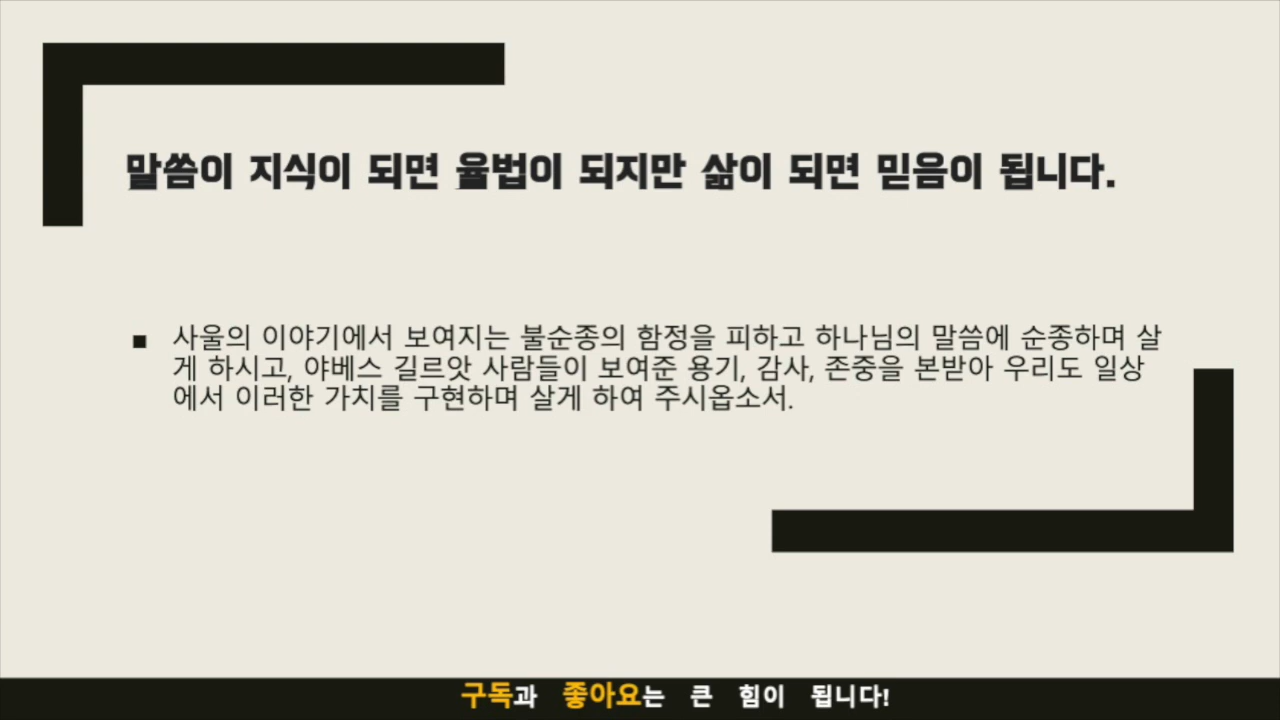 말씀이 지식이 되면 율법이 되지만 삶이 되면 믿음이 됩니다.
■ 사울의 이야기에서 보여지는 불순종의 함정을 피하고 하나님의 말씀에 순종하며 살
게 하시고, 야베스 길르앗 사람들이 보여준 용기, 감사, 존중을 본받아 우리도 일상
에서 이러한 가치를 구현하며 살게 하여 주시옵소서.
구독과 좋아요는 큰 힘이 됩니다!